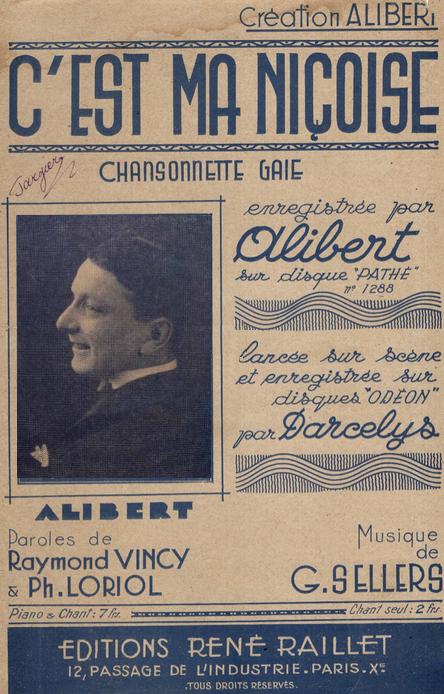 Création ALIBERT
C'EST MA NIÇOISE
CHANSONNETTE GAIE
enregistrée par
Alibert
sur disque "PATHÉ"
n° 1288
lancée sur scène
et enregistrée sur
disques "ODÉON"
par Darcelys
ALIBERT
Paroles de
Raymond VINCY
& Ph. LORIOL
Musique
de
G. SELLERS
Piano & Chant: 7 frs.
Chant seul: 2 frs.
EDITIONS RENÉ RAILLET
12, PASSAGE DE L'INDUSTRIE - PARIS. Xe
.TOUS DROITS RÉSERVÉS.